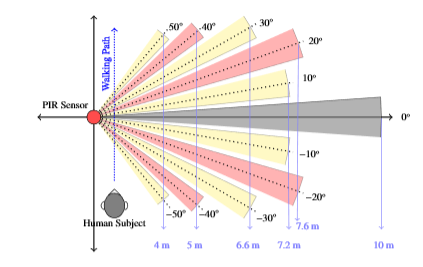 50°
40°
30°
20°
10°
Walking Path
PIR Sensor
0°
−10°
−20°
−30°
−40°
−50°
Human Subject
7.6 m
4 m
5 m
6.6 m
7.2 m
10 m